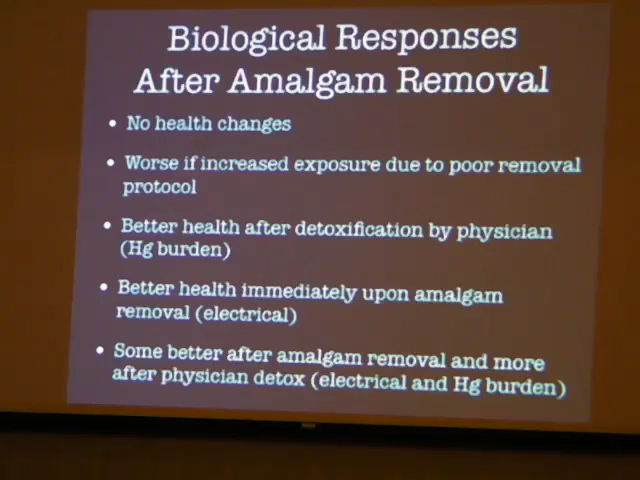 Biological Responses
After Amalgam Removal
• No health changes
• Worse if increased exposure due to poor removal
protocol
• Better health after detoxification by physician
(Hg burden)
• Better health immediately upon amalgam
removal (electrical)
• Some better after amalgam removal and more
after physician detox (electrical and Hg burden)